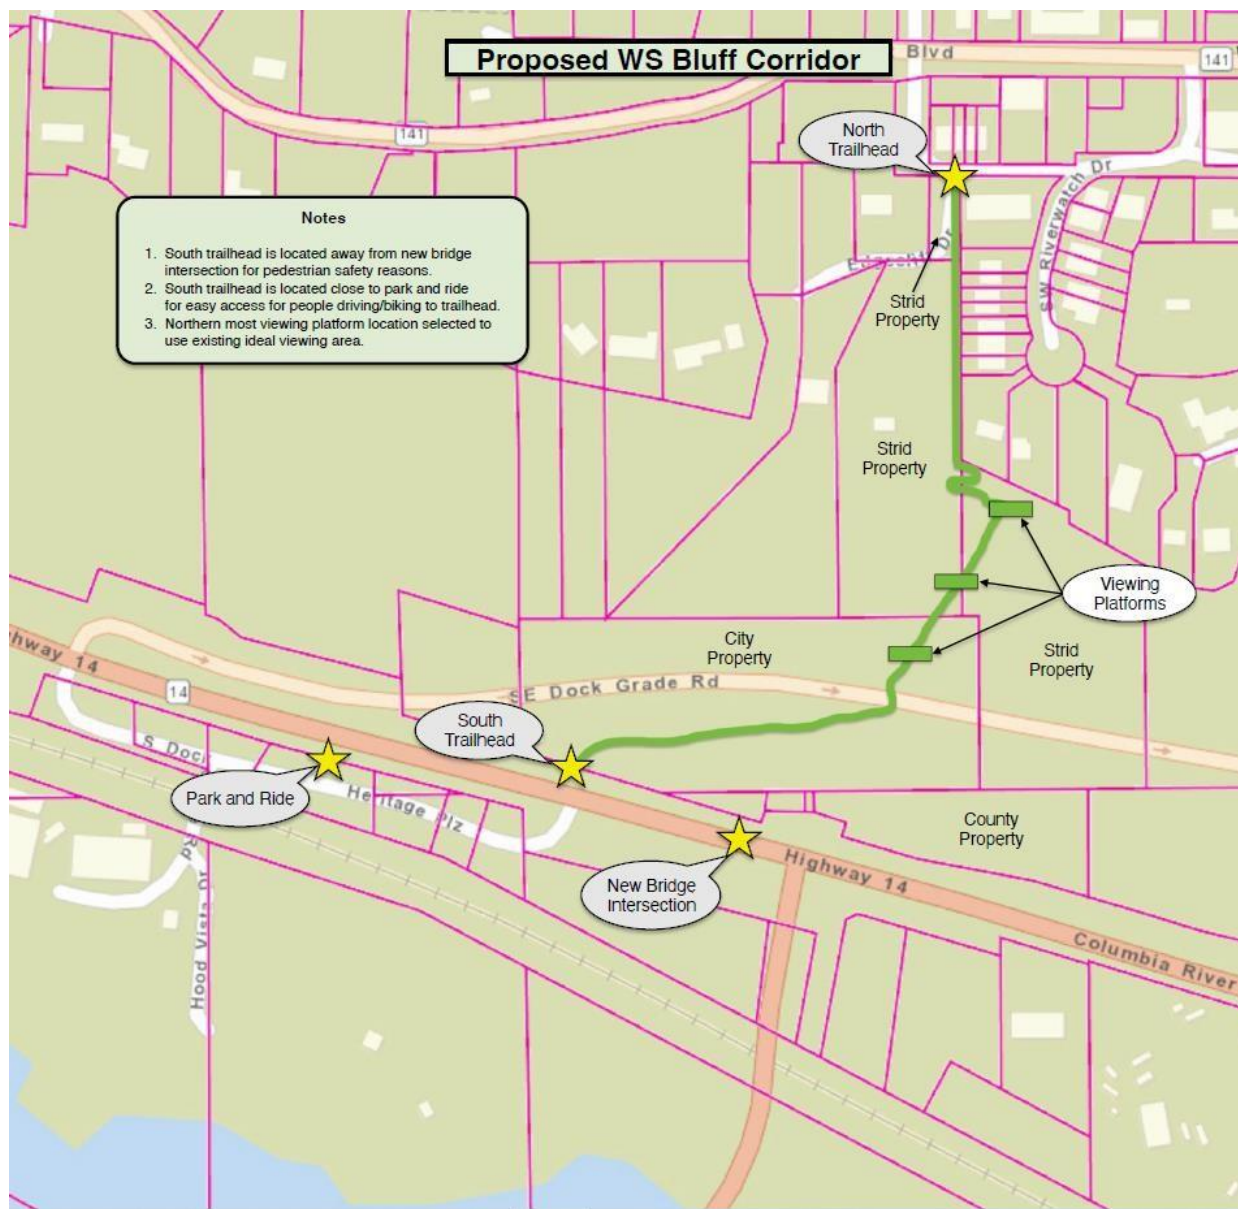 Proposed WS Bluff Corridor
Blvd
141
141
North
Trailhead
Notes
1. South trailhead is located away from new bridge
intersection for pedestrian safety reasons.
2. South trailhead is located close to park and ride
for easy access for people driving/biking to trailhead.
3. Northern most viewing platform location selected to
use existing ideal viewing area.
SW Riverwatch Dr
Dr
Strid
Property
Strid
Property
Viewing
Platforms
City
Property
Strid
Property
ghway 14
14
SE Dock Grade Rd
South
Trailhead
S Doc
Rd
Park and Ride
Heritage Plz
County
Property
New Bridge
Intersection
Highway 14
Columbia River
Hood Vista Dr